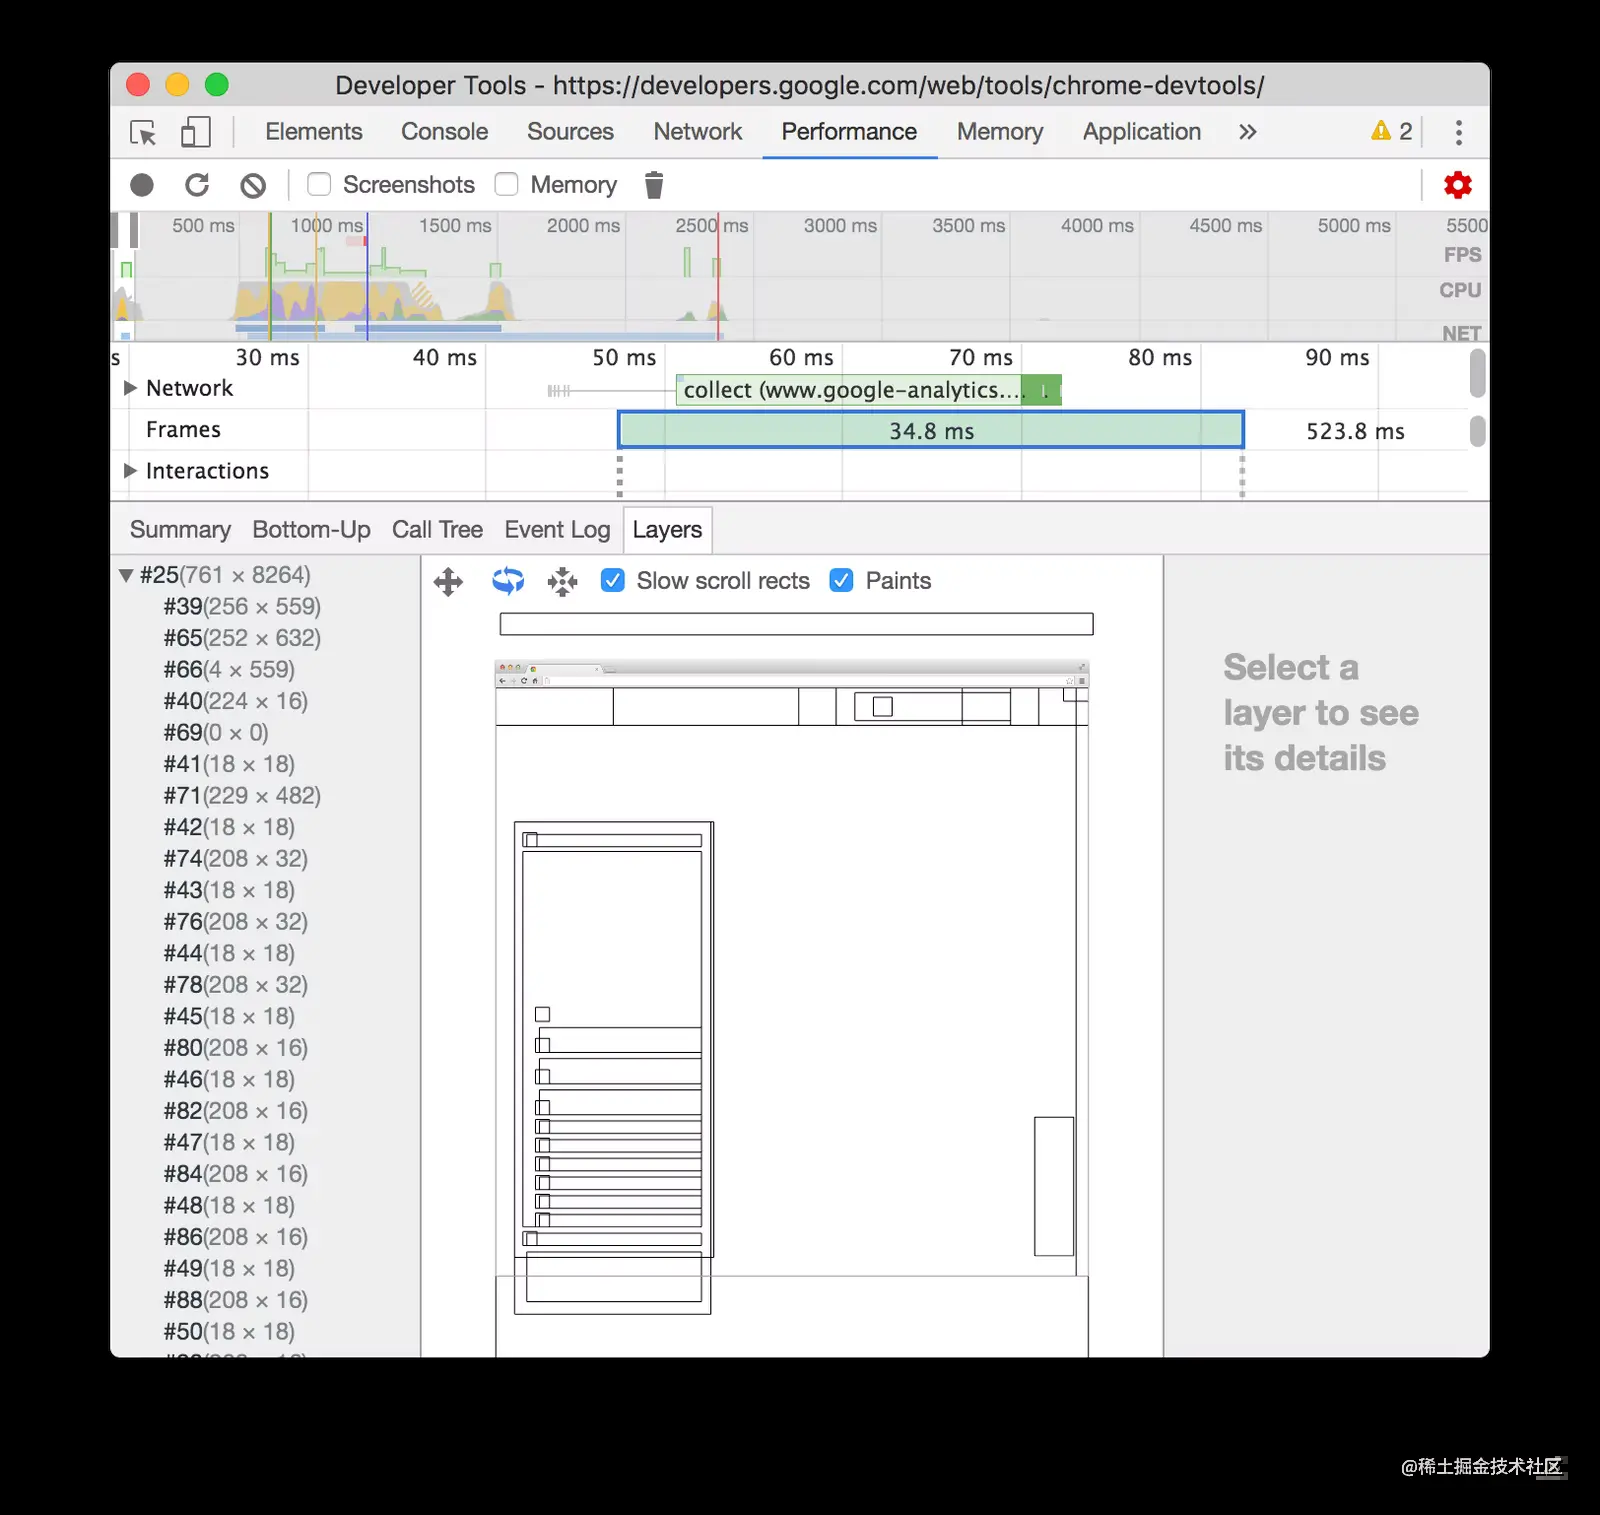 Developer Tools - https://developers.google.com/web/tools/chrome-devtools/
Elements Console Sources Network Performance Memory Application » 2
Screenshots Memory
500 ms 1000 ms 1500 ms 2000 ms 2500 ms 3000 ms 3500 ms 4000 ms 4500 ms 5000 ms 5500
FPS
CPU
NET
s 30 ms 40 ms 50 ms 60 ms 70 ms 80 ms 90 ms
Network collect (www.google-analytics.… .
Frames 34.8 ms 523.8 ms
Interactions
Summary Bottom-Up Call Tree Event Log Layers
Slow scroll rects Paints
#25(761 × 8264)
#39(256 × 559)
#65(252 × 632)
#66(4 × 559)
#40(224 × 16)
#69(0 × 0)
#41(18 × 18)
#71(229 × 482)
#42(18 × 18)
#74(208 × 32)
#43(18 × 18)
#76(208 × 32)
#44(18 × 18)
#78(208 × 32)
#45(18 × 18)
#80(208 × 16)
#46(18 × 18)
#82(208 × 16)
#47(18 × 18)
#84(208 × 16)
#48(18 × 18)
#86(208 × 16)
#49(18 × 18)
#88(208 × 16)
#50(18 × 18)
Select a
layer to see
its details
@稀土掘金技术社区